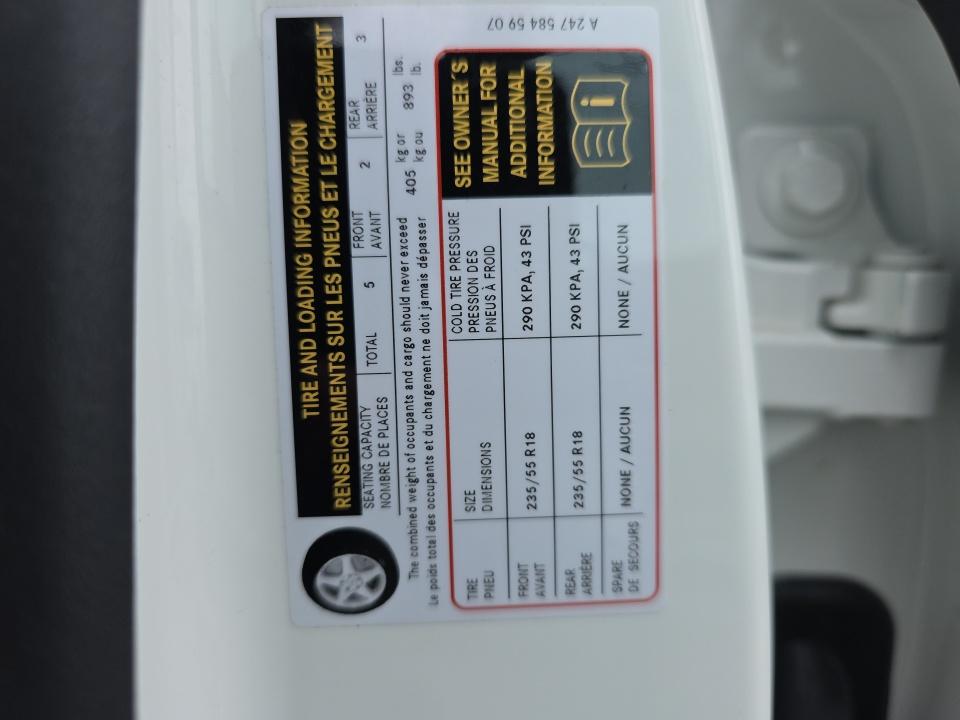 TIRE AND LOADING INFORMATION
RENSEIGNEMENTS SUR LES PNEUS ET LE CHARGEMENT
SEATING CAPACITY TOTAL 5 FRONT 2 REAR 3
NOMBRE DE PLACES AVANT ARRIÈRE
The combined weight of occupants and cargo should never exceed 405 kg or 893 lbs.
Le poids total des occupants et du chargement ne doit jamais dépasser kg ou lb.
TIRE SIZE COLD TIRE PRESSURE
PNEU DIMENSIONS PRESSION DES
PNEUS À FROID
FRONT 235/55 R18 290 KPA, 43 PSI
AVANT
REAR 235/55 R18 290 KPA, 43 PSI
ARRIÈRE
SPARE NONE / AUCUN NONE / AUCUN
DE SECOURS
SEE OWNER'S
MANUAL FOR
ADDITIONAL
INFORMATION
i
A 247 584 59 07